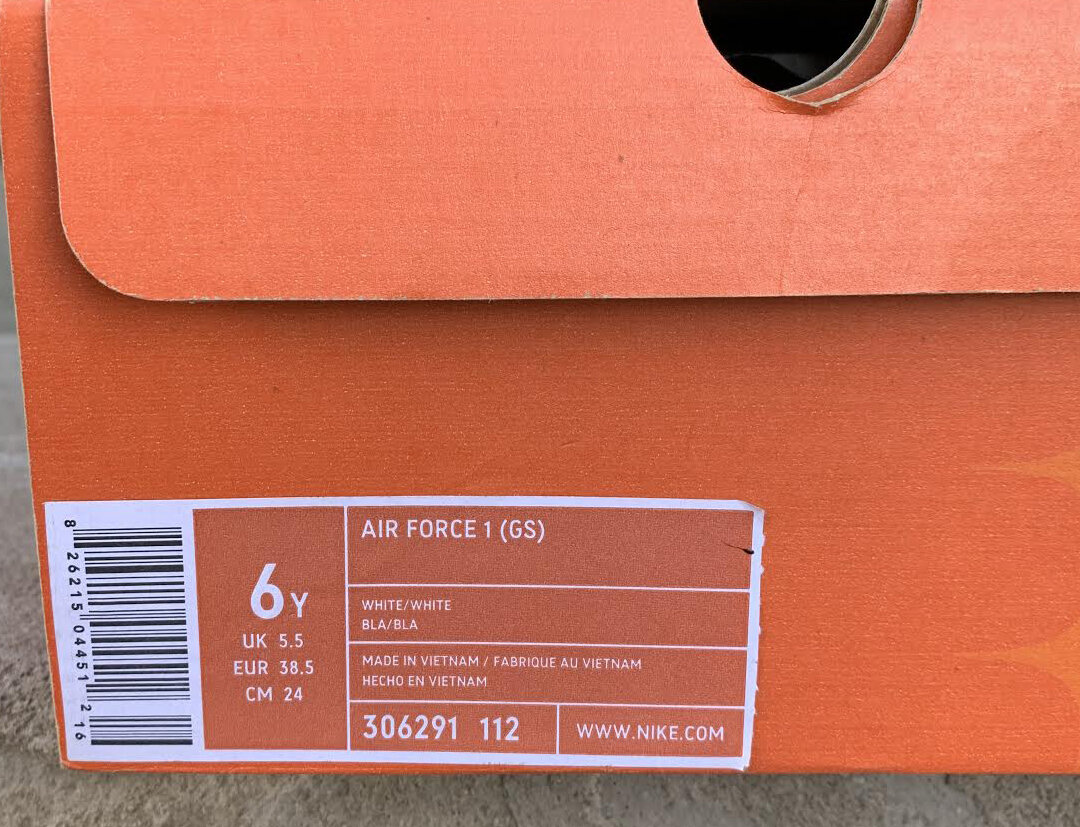 8 26215 04451 2 16
6Y
UK 5.5
EUR 38.5
CM 24
AIR FORCE 1 (GS)
WHITE/WHITE
BLA/BLA
MADE IN VIETNAM / FABRIQUE AU VIETNAM
HECHO EN VIETNAM
306291 112
WWW.NIKE.COM